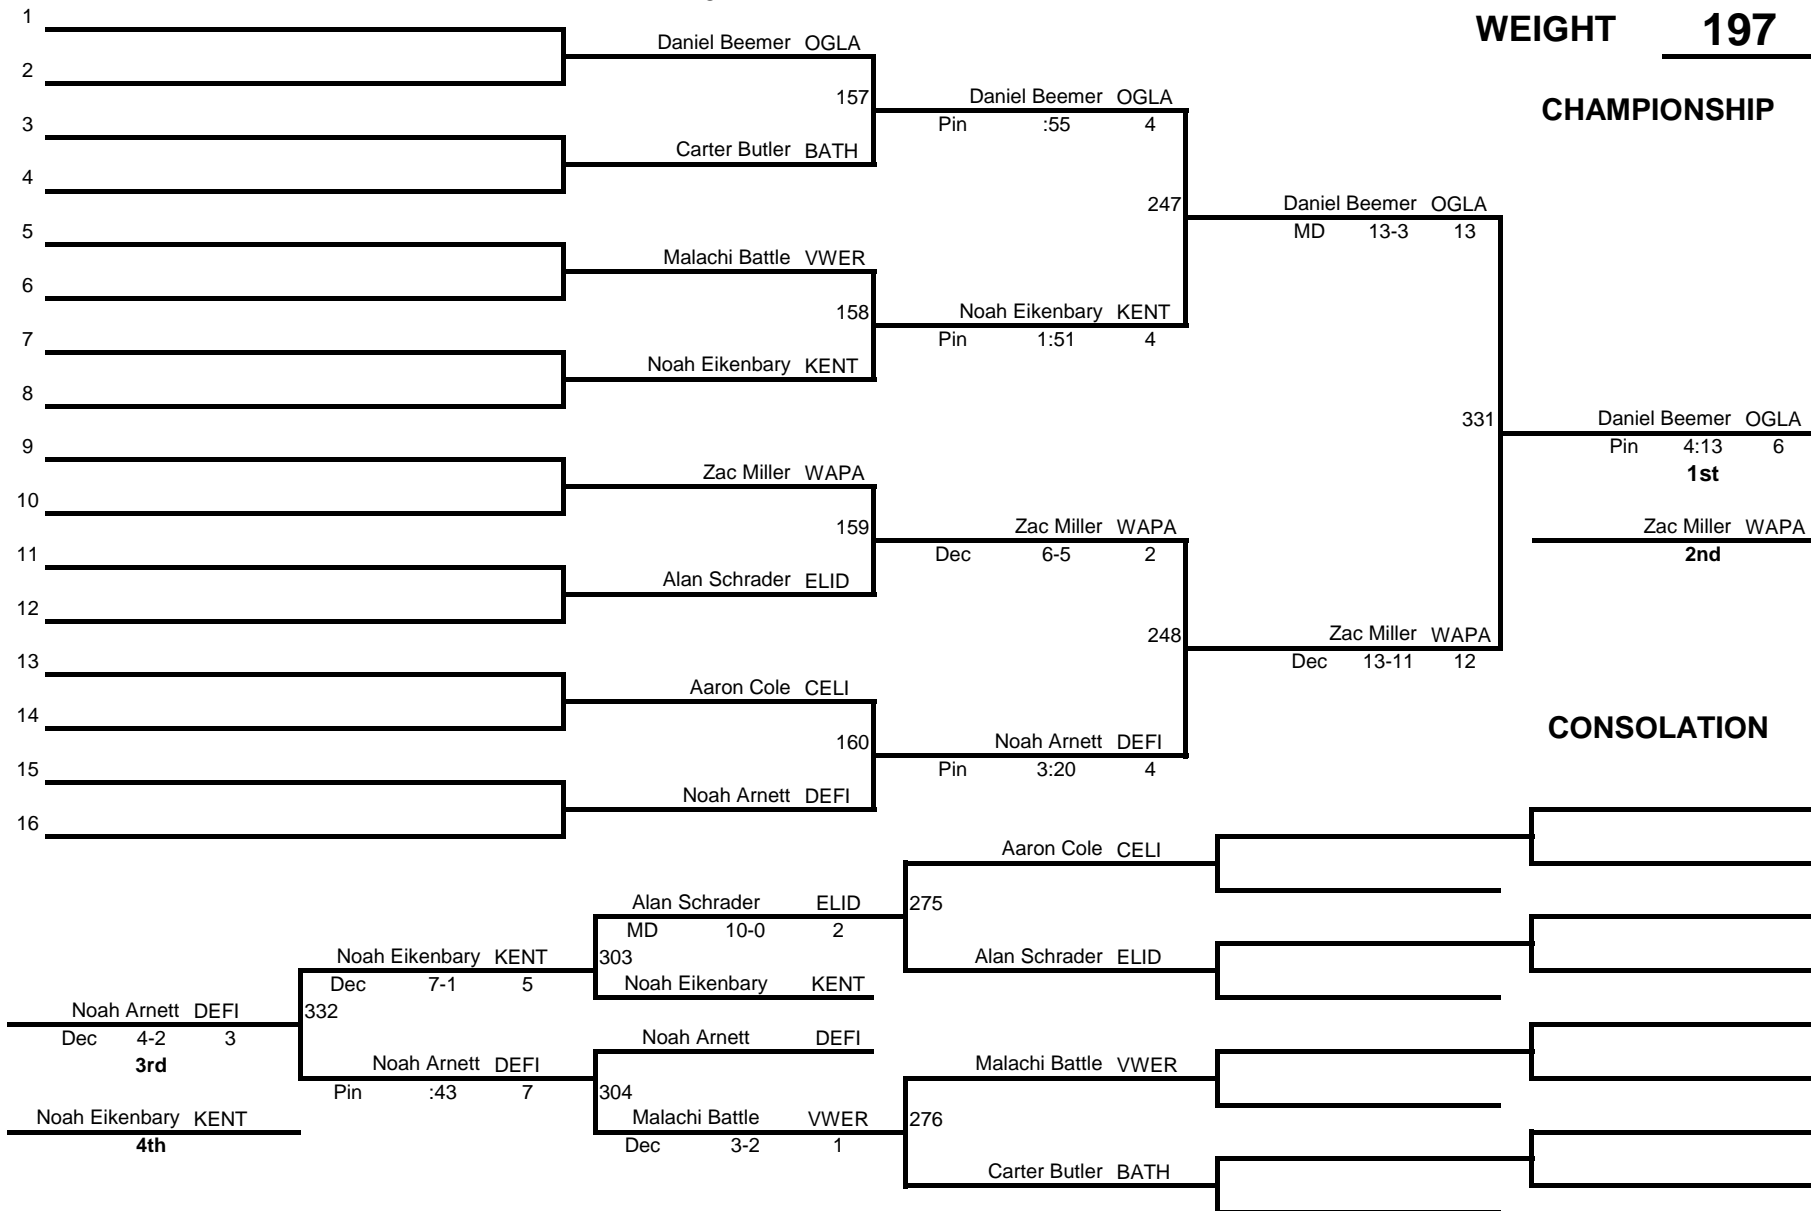 1
WEIGHT 197
Daniel Beemer OGLA
2
157
Daniel Beemer OGLA
Pin :55 4
CHAMPIONSHIP
3
Carter Butler BATH
4
247
Daniel Beemer OGLA
MD 13-3 13
5
Malachi Battle VWER
6
158
Noah Eikenbary KENT
Pin 1:51 4
7
Noah Eikenbary KENT
8
331
Daniel Beemer OGLA
Pin 4:13 6
1st
9
Zac Miller WAPA
10
159
Zac Miller WAPA
Dec 6-5 2
Zac Miller WAPA
2nd
11
Alan Schrader ELID
12
248
Zac Miller WAPA
Dec 13-11 12
13
Aaron Cole CELI
14
160
Noah Arnett DEFI
Pin 3:20 4
CONSOLATION
15
Noah Arnett DEFI
16
Aaron Cole CELI
Alan Schrader ELID
275
MD 10-0 2
Noah Eikenbary KENT
303
Alan Schrader ELID
Dec 7-1 5
Noah Eikenbary KENT
Noah Arnett DEFI
332
Dec 4-2 3
3rd
Noah Arnett DEFI
Noah Arnett DEFI
Pin :43 7
304
Malachi Battle VWER
Noah Eikenbary KENT
4th
Malachi Battle VWER
276
Dec 3-2 1
Carter Butler BATH